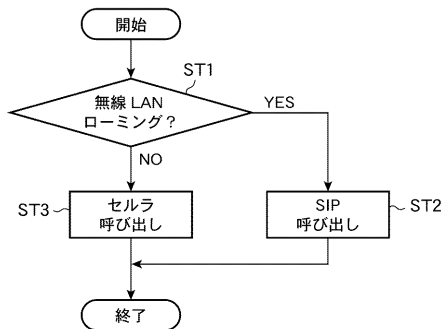 開始
ST1
無線 LAN
ローミング？
YES
NO
ST3
セルラ
呼び出し
SIP
呼び出し
ST2
終了